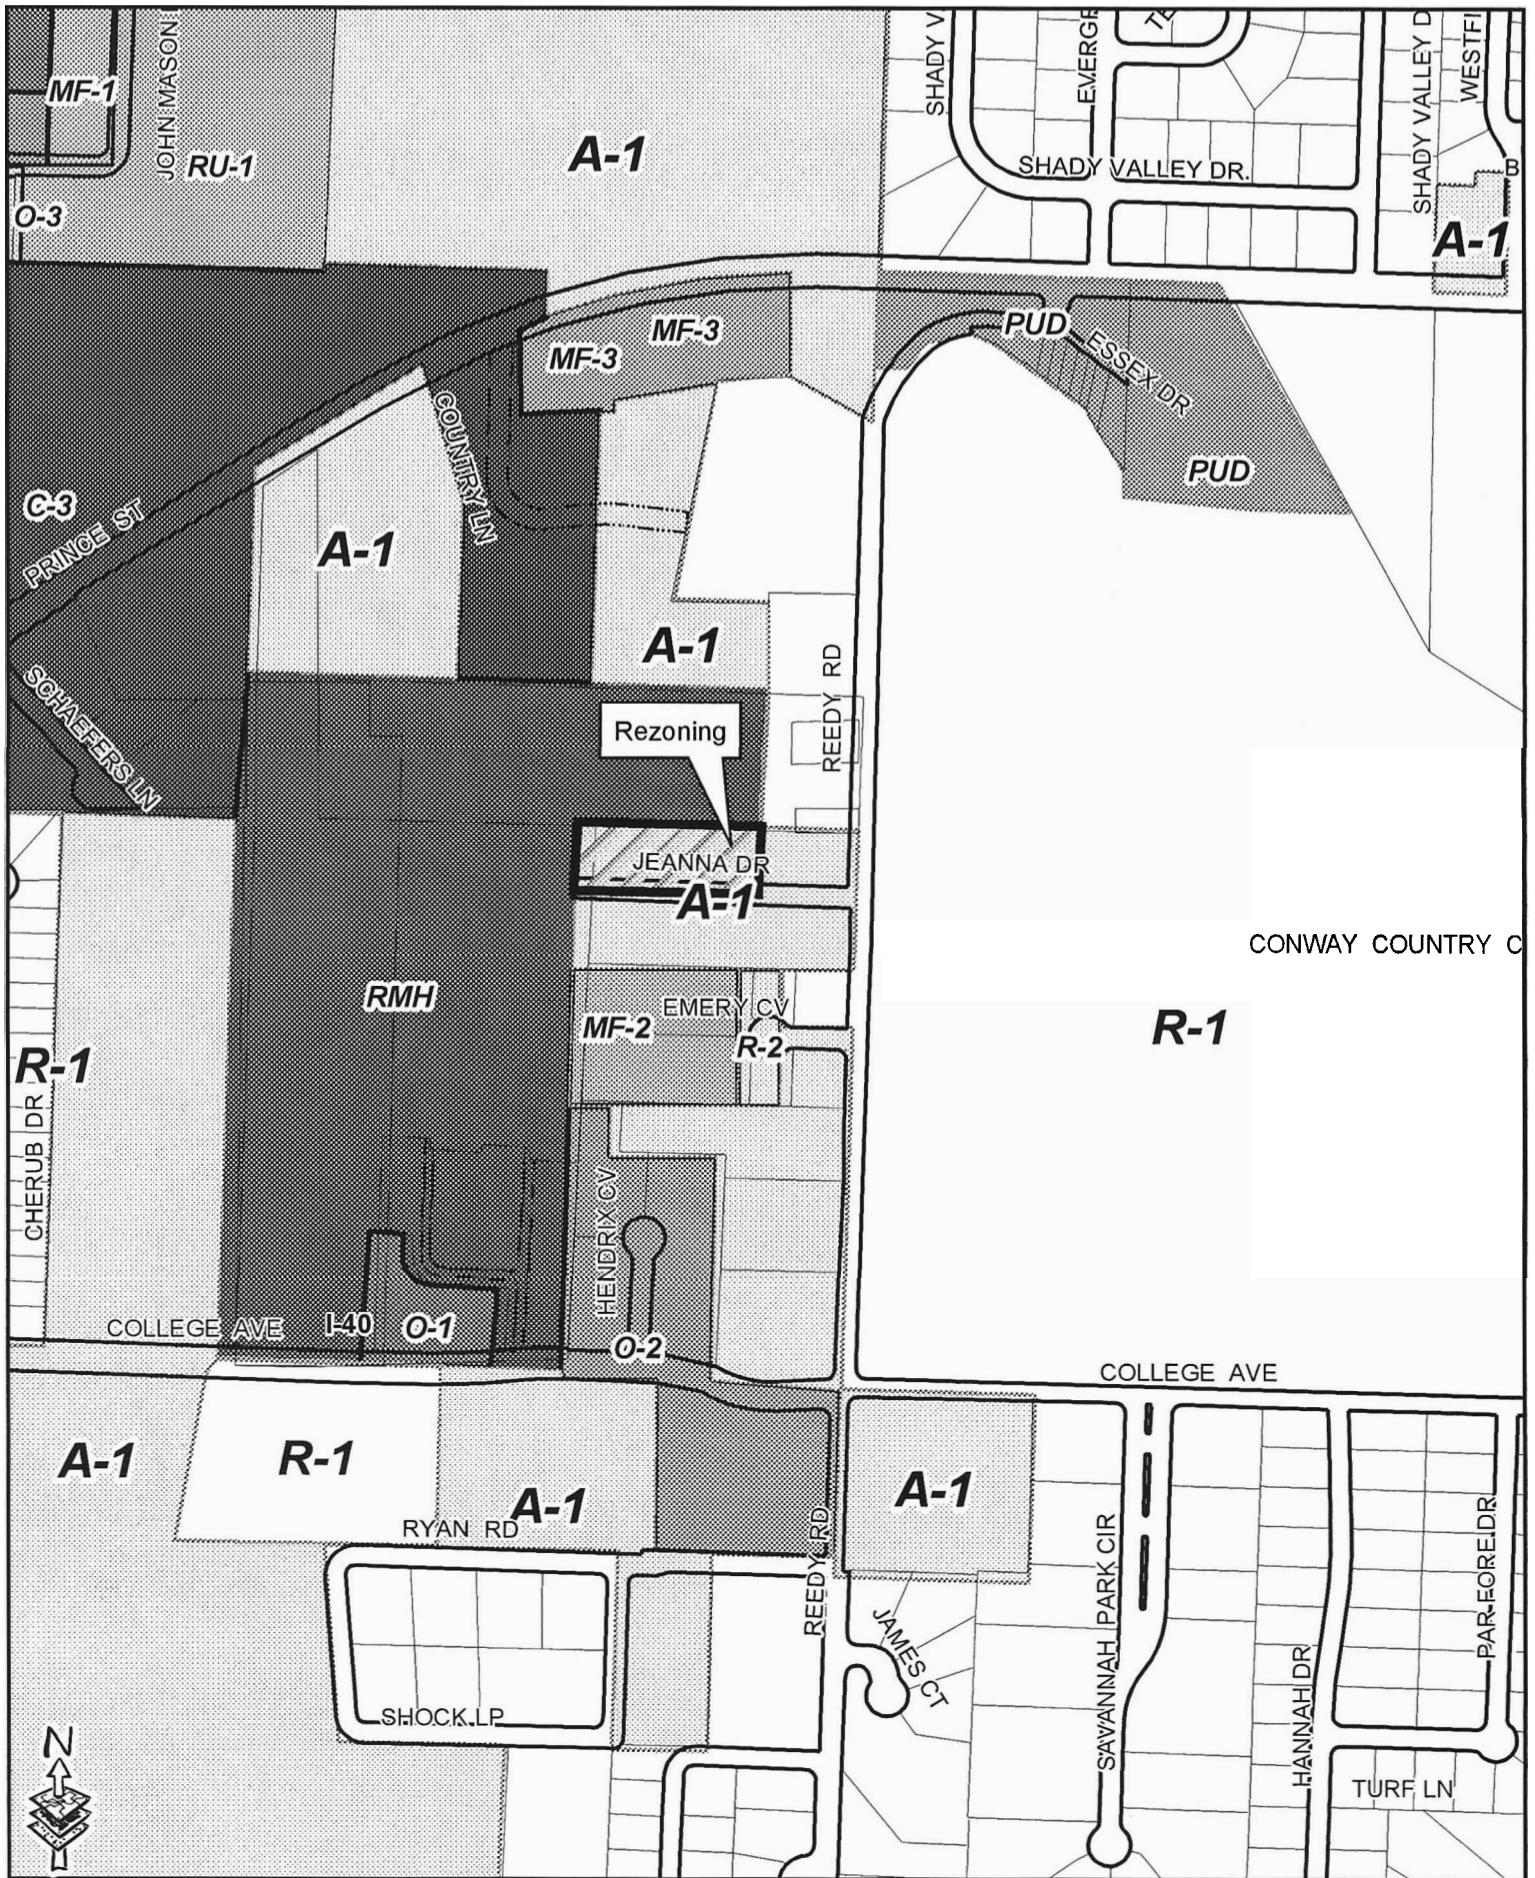 SHADY V
EVERGR
TE
SHADY VALLEY D
WESTFI
JOHN MASON
MF-1
RU-1
A-1
SHADY VALLEY DR.
B
O-3
A-1
MF-3
MF-3
PUD
ESSEX DR
COUNTRY LN
PUD
C-3
PRINCE ST
A-1
A-1
REEDY RD
SCHAEFERS LN
Rezoning
JEANNA DR
A-1
CONWAY COUNTRY C
RMH
EMERY CV
MF-2
R-2
R-1
R-1
CHERUB DR
HENDRIX CV
COLLEGE AVE
I-40
O-1
O-2
COLLEGE AVE
A-1
R-1
A-1
A-1
RYAN RD
REEDY RD
JAMES CT
SAVANNAH PARK CIR
HANNAH DR
PAR FORE DR
SHOCK LP
N
TURF LN